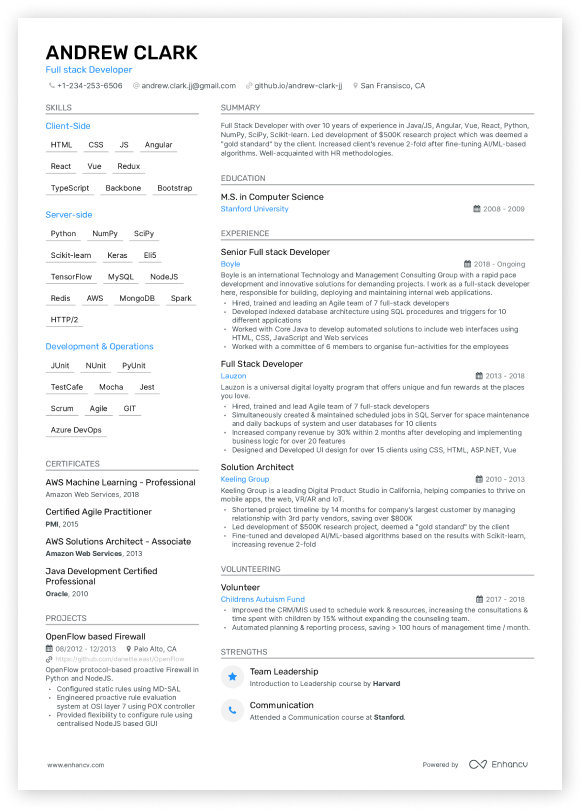 ANDREW CLARK
Full stack Developer
+1-234-253-6506 andrew.clark.jj@gmail.com github.io/andrew-clark-jj San Fransisco, CA
SKILLS
Client-Side
HTML CSS JS Angular
React Vue Redux
TypeScript Backbone Bootstrap
Server-side
Python NumPy SciPy
Scikit-learn Keras Eli5
TensorFlow MySQL NodeJS
Redis AWS MongoDB Spark
HTTP/2
Development & Operations
JUnit NUnit PyUnit
TestCafe Mocha Jest
Scrum Agile GIT
Azure DevOps
CERTIFICATES
AWS Machine Learning - Professional
Amazon Web Services, 2018
Certified Agile Practitioner
PMI, 2015
AWS Solutions Architect - Associate
Amazon Web Services, 2013
Java Development Certified
Professional
Oracle, 2010
PROJECTS
OpenFlow based Firewall
08/2012 - 12/2013 Palo Alto, CA
https://github.com/danette.east/OpenFlow
OpenFlow protocol-based proactive Firewall in
Python and NodeJS.
• Configured static rules using MD-SAL
• Engineered proactive rule evaluation
system at OSI layer 7 using POX controller
• Provided flexibility to configure rule using
centralised NodeJS based GUI
SUMMARY
Full Stack Developer with over 10 years of experience in Java/JS, Angular, Vue, React, Python,
NumPy, SciPy, Scikit-learn. Led development of $500K research project which was deemed a
"gold standard" by the client. Increased client's revenue 2-fold after fine-tuning AI/ML-based
algorithms. Well-acquainted with HR methodologies.
EDUCATION
M.S. in Computer Science
Stanford University 2008 - 2009
EXPERIENCE
Senior Full stack Developer
Boyle 2018 - Ongoing
Boyle is an international Technology and Management Consulting Group with a rapid pace
development and innovative solutions for demanding projects. I work as a full-stack developer
here, responsible for building, deploying and maintaining internal web applications.
• Hired, trained and leading an Agile team of 7 full-stack developers
• Developed indexed database architecture using SQL procedures and triggers for 10
different applications
• Worked with Core Java to develop automated solutions to include web interfaces using
HTML, CSS, JavaScript and Web services
• Worked with a committee of 6 members to organise fun-activities for the employees
Full Stack Developer
Lauzon 2013 - 2018
Lauzon is a universal digital loyalty program that offers unique and fun rewards at the places
you love.
• Hired, trained and lead Agile team of 7 full-stack developers
• Simultaneously created & maintained scheduled jobs in SQL Server for space maintenance
and daily backups of system and user databases for 10 clients
• Increased company revenue by 30% within 2 months after developing and implementing
business logic for over 20 features
• Designed and Developed UI design for over 15 clients using CSS, HTML, ASP.NET, Vue
Solution Architect
Keeling Group 2010 - 2013
Keeling Group is a leading Digital Product Studio in California, helping companies to thrive on
mobile apps, the web, VR/AR and IoT.
• Shortened project timeline by 14 months for company's largest customer by managing
relationship with 3rd party vendors, saving over $800K
• Led development of $500K research project, deemed a "gold standard" by the client
• Fine-tuned and developed AI/ML-based algorithms based on the results with Scikit-learn,
increasing revenue 2-fold
VOLUNTEERING
Volunteer
Childrens Autuism Fund 2017 - 2018
• Improved the CRM/MIS used to schedule work & resources, increasing the consultations &
time spent with children by 15% without expanding the counseling team.
• Automated planning & reporting process, saving > 100 hours of management time / month.
STRENGTHS
Team Leadership
Introduction to Leadership course by Harvard
Communication
Attended a Communication course at Stanford.
www.enhancv.com Powered by Enhancv